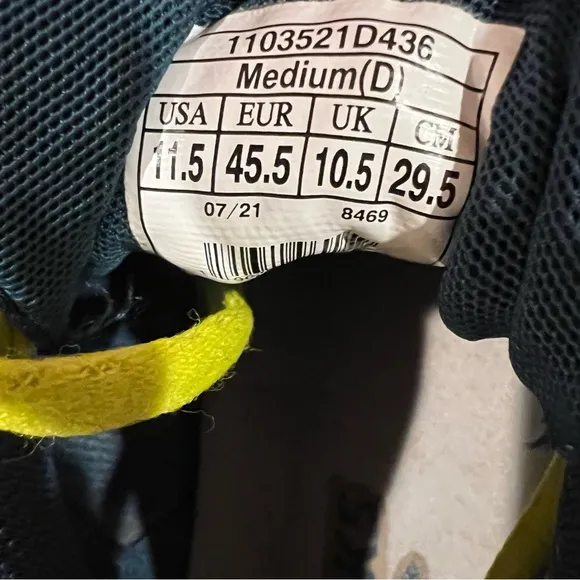 1103521D436
Medium(D)
USA EUR UK CM
11.5 45.5 10.5 29.5
07/21 8469